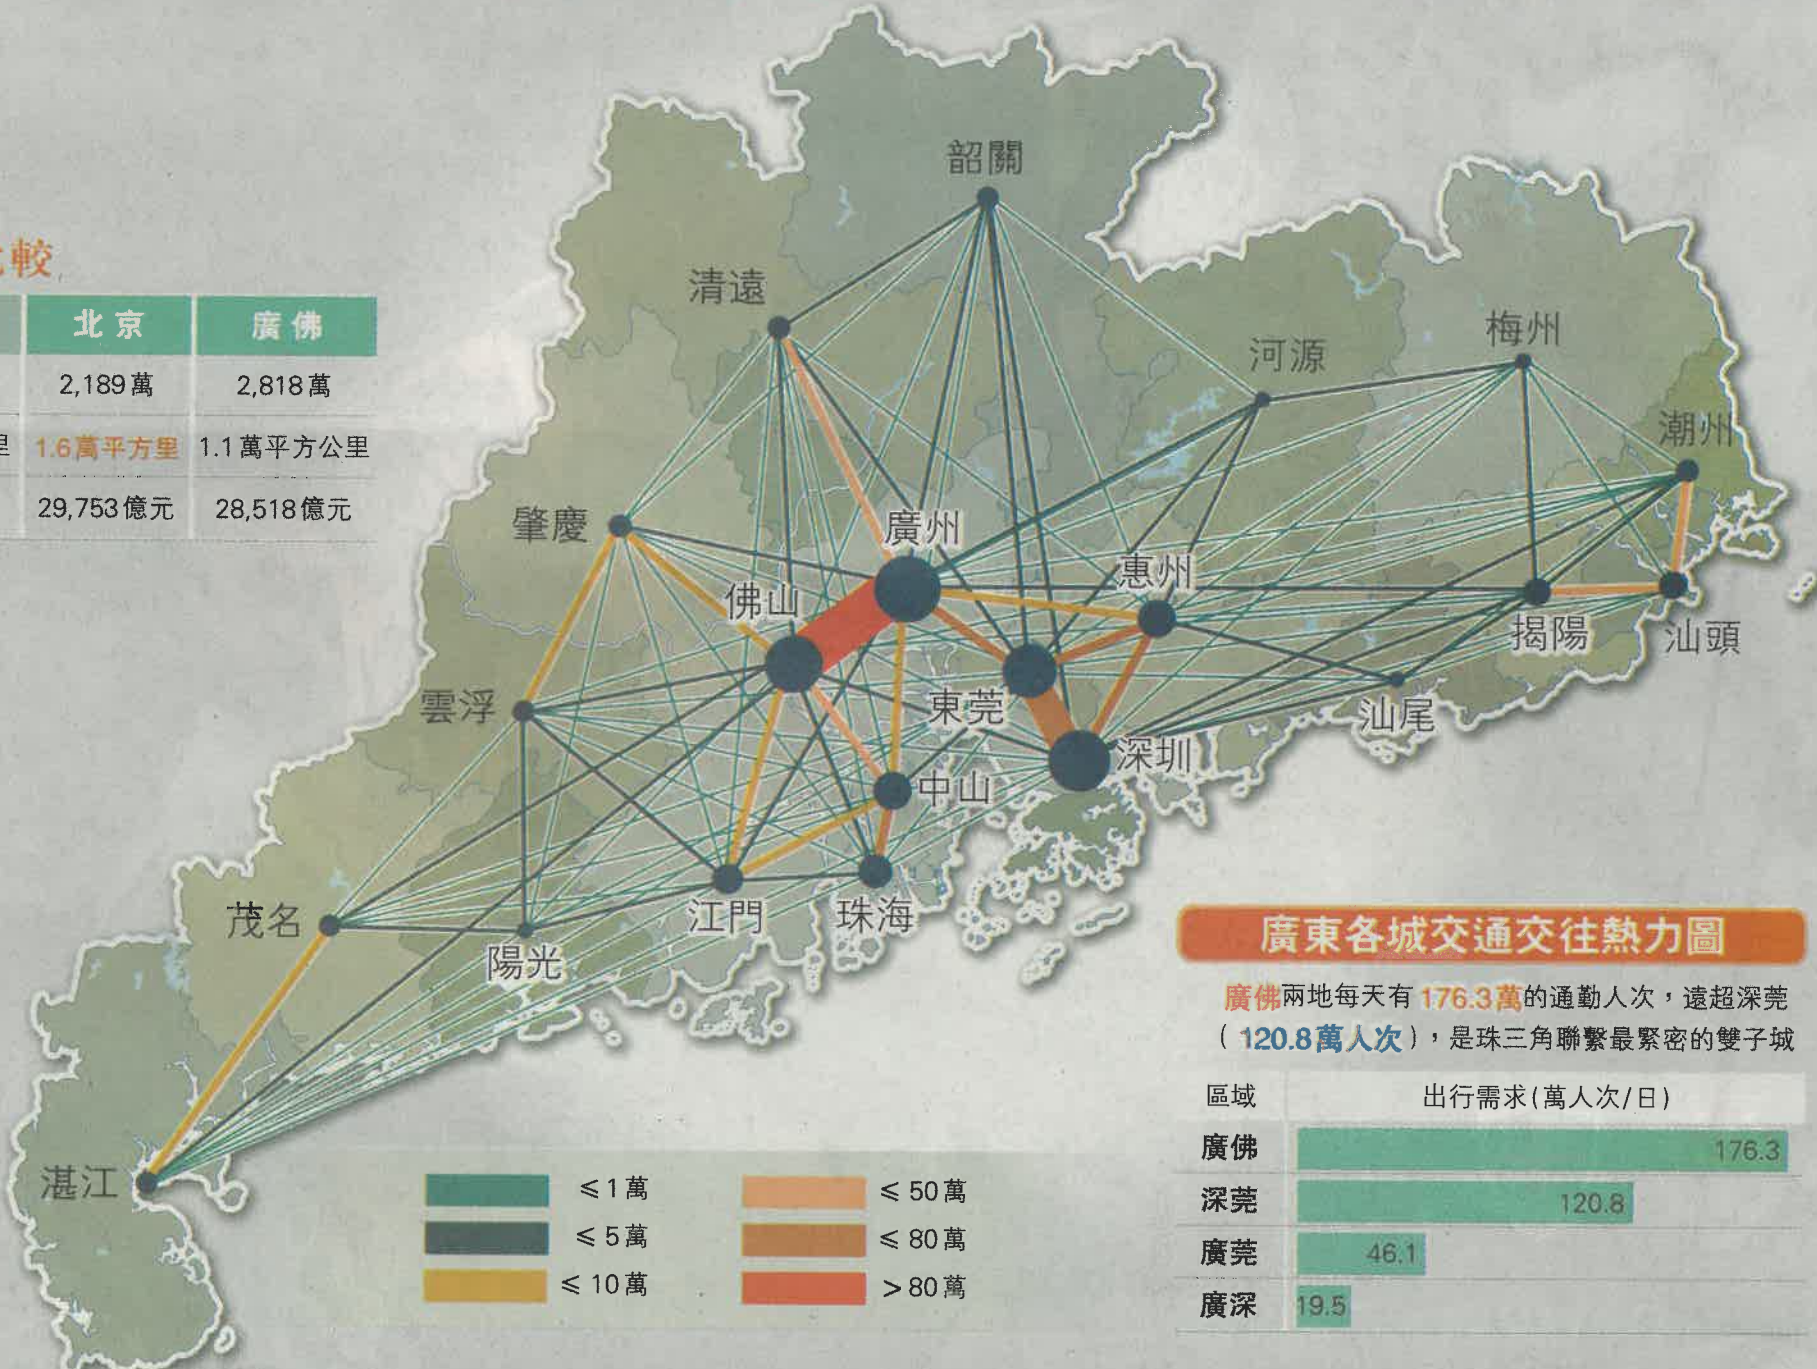 較
北京 廣佛
2,189萬 2,818萬
里 1.6萬平方里 1.1萬平方公里
29,753億元 28,518億元
韶關
清遠
河源
梅州
潮州
肇慶
廣州
惠州
佛山
揭陽
汕頭
雲浮
東莞
汕尾
深圳
中山
茂名
江門
珠海
陽光
湛江
≤1萬
≤5萬
≤10萬
≤50萬
≤80萬
>80萬
廣東各城交通交往熱力圖
廣佛兩地每天有176.3萬的通勤人次，遠超深莞
（120.8萬人次），是珠三角聯繫最緊密的雙子城
區域 出行需求(萬人次/日)
廣佛 176.3
深莞 120.8
廣莞 46.1
廣深 19.5